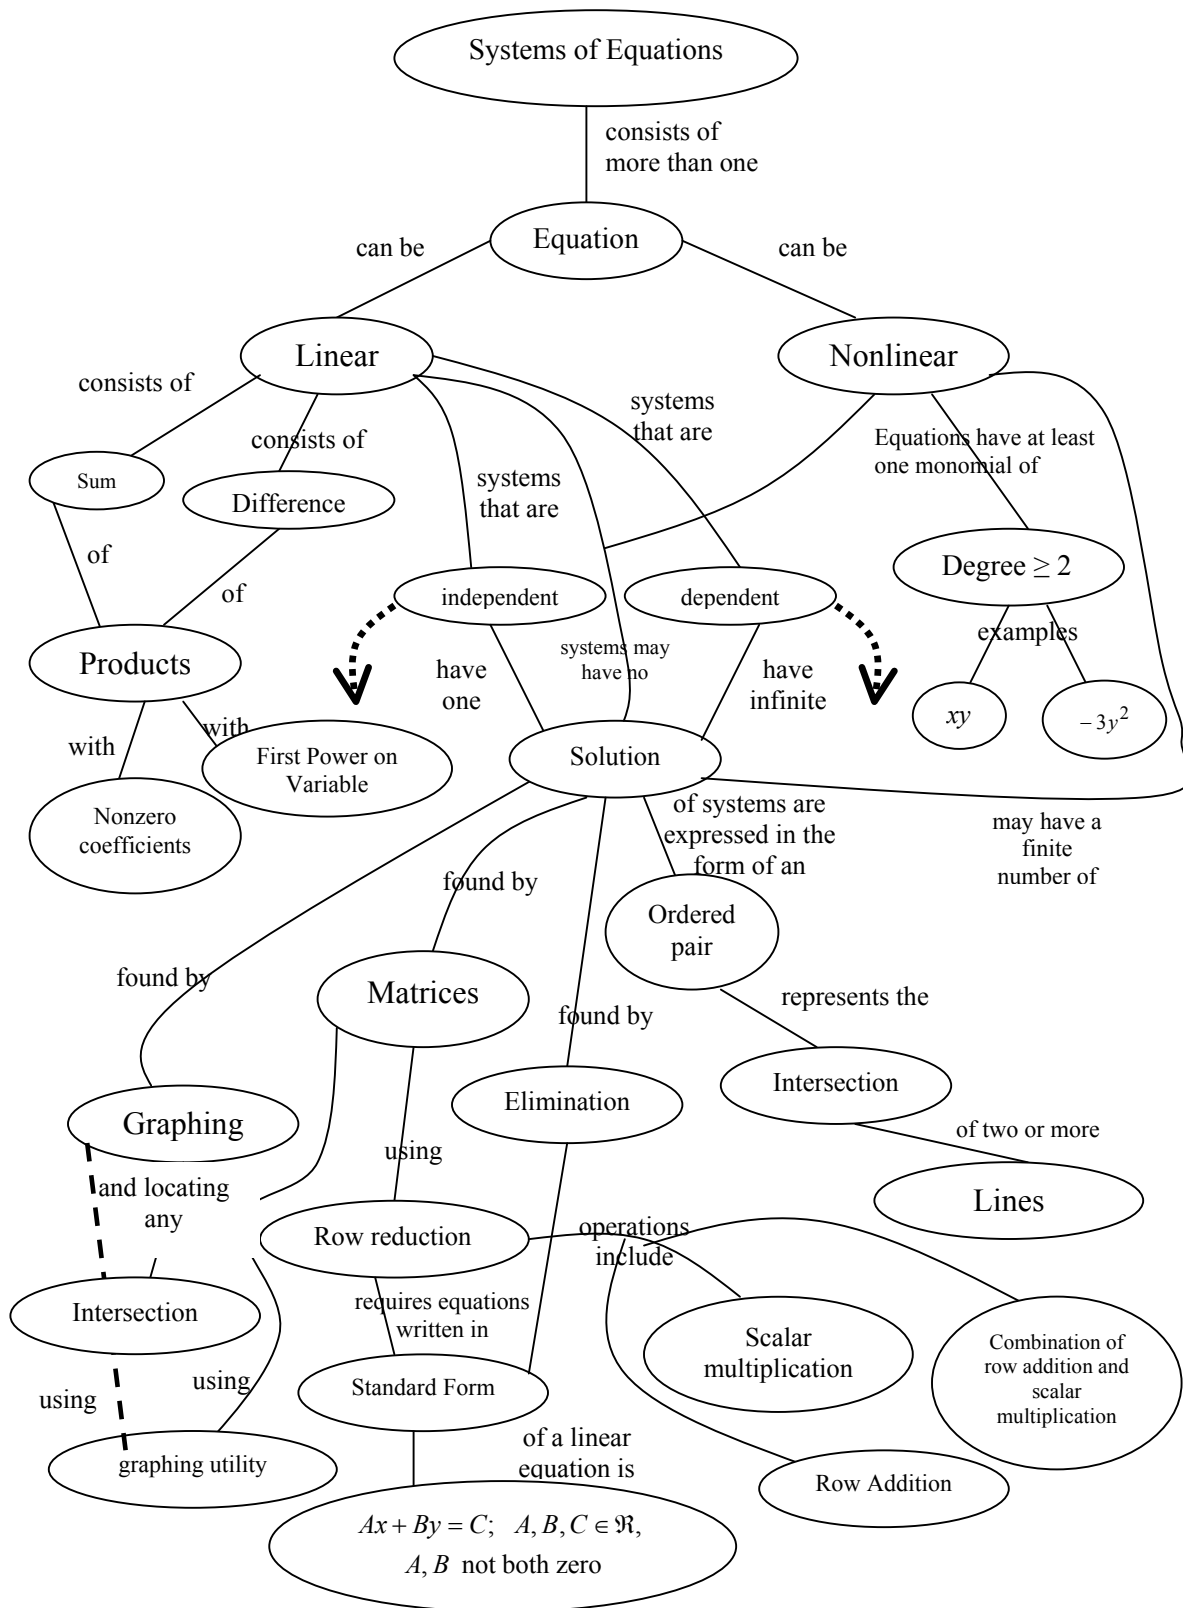 Systems of Equations
consists of
more than one
Equation
can be
can be
Linear
Nonlinear
consists of
consists of
systems
that are
Equations have at least
one monomial of
Sum
Difference
systems
that are
of
of
independent
dependent
Degree ≥ 2
examples
Products
have
one
systems may
have no
have
infinite
xy
−3y²
with
with
First Power on
Variable
Solution
Nonzero
coefficients
of systems are
expressed in the
form of an
may have a
finite
number of
found by
Ordered
pair
found by
Matrices
represents the
found by
Intersection
Elimination
Graphing
using
of two or more
Lines
and locating
any
Row reduction
operations
include
Intersection
requires equations
written in
Scalar
multiplication
Combination of
row addition and
scalar
multiplication
using
using
Standard Form
graphing utility
of a linear
equation is
Row Addition
Ax + By = C; A, B, C ∈ ℜ,
A, B not both zero